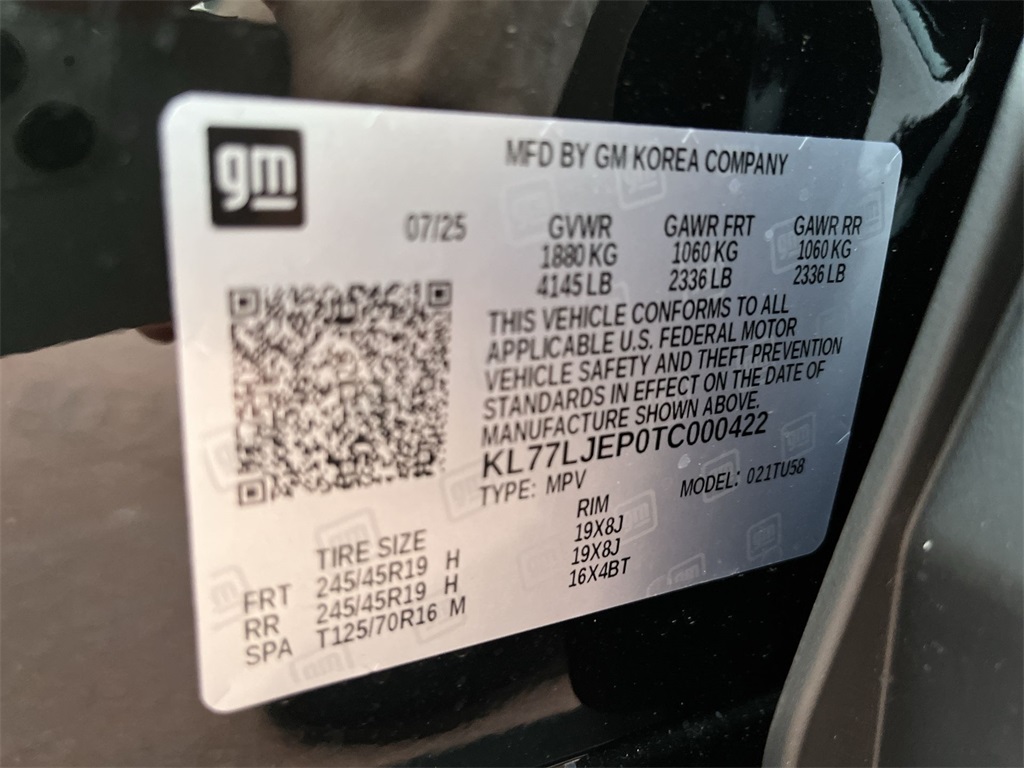 gm
MFD BY GM KOREA COMPANY
07/25 GVWR GAWR FRT GAWR RR
1880 KG 1060 KG 1060 KG
4145 LB 2336 LB 2336 LB
THIS VEHICLE CONFORMS TO ALL
APPLICABLE U.S. FEDERAL MOTOR
VEHICLE SAFETY AND THEFT PREVENTION
STANDARDS IN EFFECT ON THE DATE OF
MANUFACTURE SHOWN ABOVE.
KL77LJEP0TC000422
TYPE: MPV MODEL: 021TU58
TIRE SIZE RIM
FRT 245/45R19 H 19X8J
RR 245/45R19 H 19X8J
SPA T125/70R16 M 16X4BT